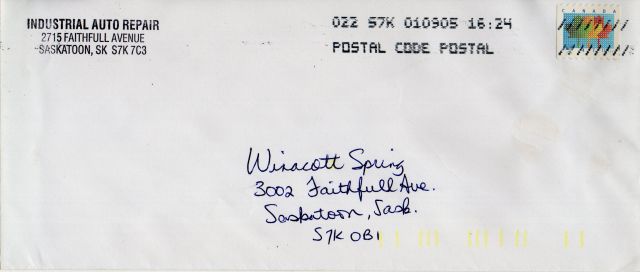 INDUSTRIAL AUTO REPAIR
2715 FAITHFULL AVENUE
SASKATOON, SK S7K 7C3
022 S7K 010905 16:24
POSTAL CODE POSTAL
CANADA
Winacott Spring
3002 Faithfull Ave.
Saskatoon, Sask.
S7K 0B1